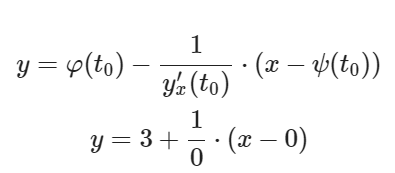 y = φ(t₀) − 1/y′ₓ(t₀) · (x − ψ(t₀))
y = 3 + 1/0 · (x − 0)